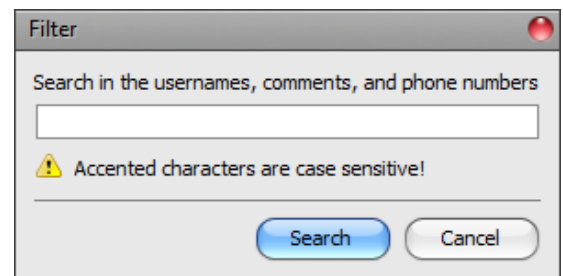 Filter
Search in the usernames, comments, and phone numbers
Accented characters are case sensitive!
Search
Cancel